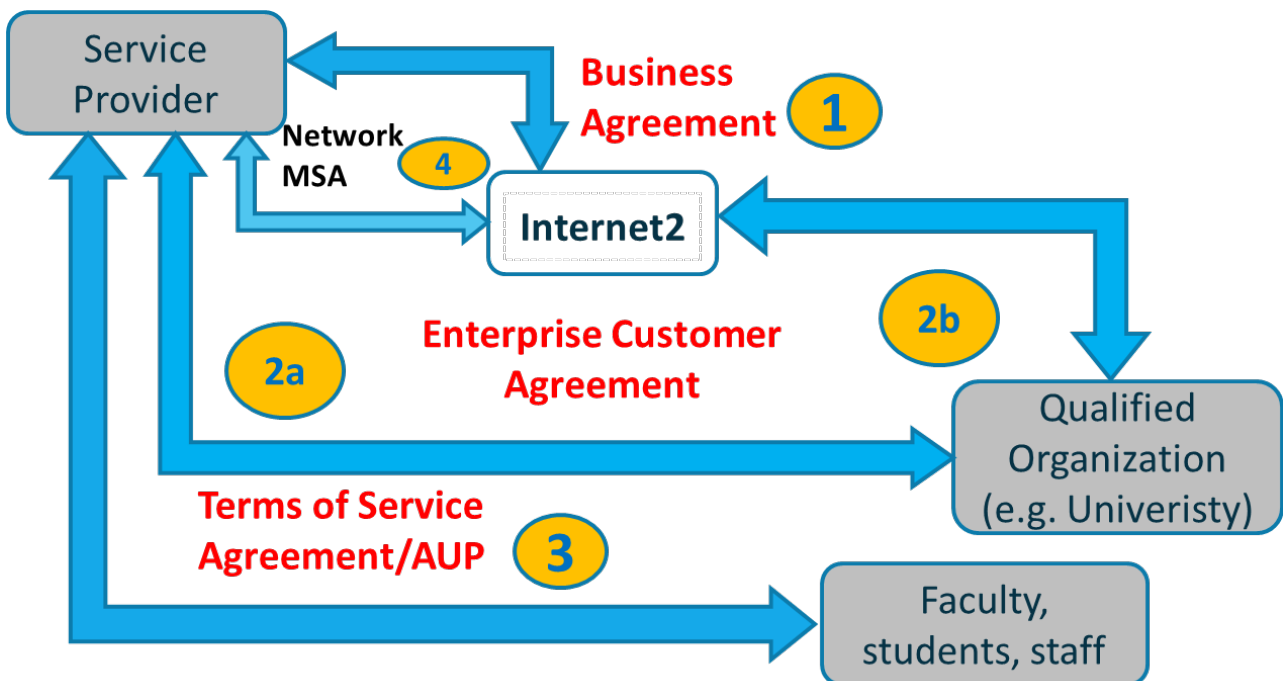 Service
Provider
Business
Agreement
1
Network
MSA
4
Internet2
2b
Enterprise Customer
Agreement
2a
Qualified
Organization
(e.g. Univeristy)
Terms of Service
Agreement/AUP
3
Faculty,
students, staff